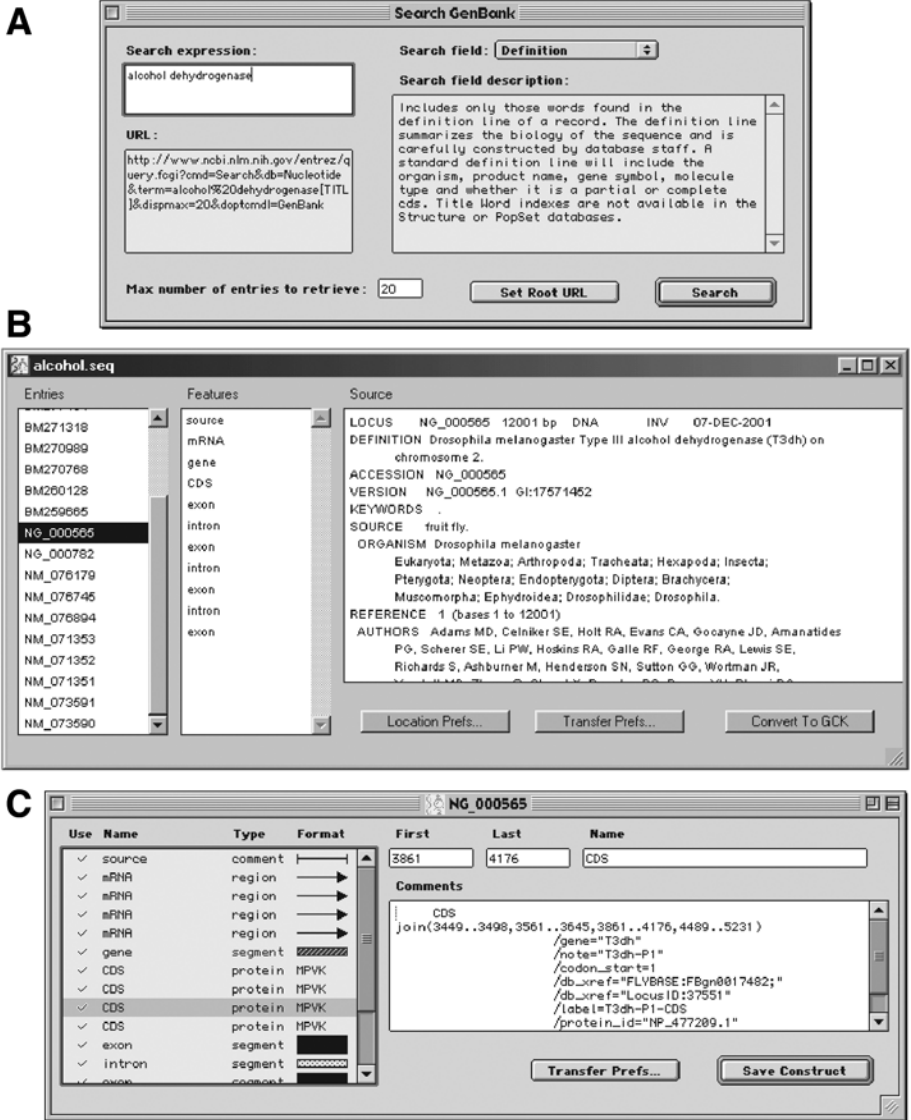 A
Search GenBank
Search expression:
alcohol dehydrogenase
Search field: Definition
Search field description:
Includes only those words found in the
definition line of a record. The definition line
summarizes the biology of the sequence and is
carefully constructed by database staff. A
standard definition line will include the
organism, product name, gene symbol, molecule
type and whether it is a partial or complete
cds. Title Word indexes are not available in the
Structure or PopSet databases.
URL:
http://www.ncbi.nlm.nih.gov/entrez/q
uery.fcgi?cmd=Search&db=Nucleotide
&term=alcohol%20dehydrogenase[TITL
]&dispmax=20&doptcmdl=GenBank
Max number of entries to retrieve: 20
Set Root URL
Search
B
alcohol.seq
Entries
BM271318
BM270989
BM270768
BM260128
BM259665
NG_000565
NG_000782
NM_076179
NM_076745
NM_076894
NM_071353
NM_071352
NM_071351
NM_073591
NM_073590
Features
source
mRNA
gene
CDS
exon
intron
exon
intron
exon
intron
exon
Source
LOCUS NG_000565 12001 bp DNA INV 07-DEC-2001
DEFINITION Drosophila melanogaster Type III alcohol dehydrogenase (T3dh) on
chromosome 2.
ACCESSION NG_000565
VERSION NG_000565.1 GI:17571452
KEYWORDS .
SOURCE fruit fly.
ORGANISM Drosophila melanogaster
Eukaryota; Metazoa; Arthropoda; Tracheata; Hexapoda; Insecta;
Pterygota; Neoptera; Endopterygota; Diptera; Brachycera;
Muscomorpha; Ephydroidea; Drosophilidae; Drosophila.
REFERENCE 1 (bases 1 to 12001)
AUTHORS Adams MD, Celniker SE, Holt RA, Evans CA, Gocayne JD, Amanatides
PG, Scherer SE, Li PW, Hoskins RA, Galle RF, George RA, Lewis SE,
Richards S, Ashburner M, Henderson SN, Sutton GG, Wortman JR,
Location Prefs...
Transfer Prefs...
Convert To GCK
C
NG_000565
Use Name Type Format
source comment
mRNA region
mRNA region
mRNA region
mRNA region
gene segment
CDS protein MPVK
CDS protein MPVK
CDS protein MPVK
CDS protein MPVK
exon segment
intron segment
exon segment
First Last Name
3861 4176 CDS
Comments
CDS
join(3449..3498,3561..3645,3861..4176,4489..5231)
/gene="T3dh"
/note="T3dh-P1"
/codon_start=1
/db_xref="FLYBASE:FBgn0017482;"
/db_xref="LocusID:37551"
/label=T3dh-P1-CDS
/protein_id="NP_477209.1"
Transfer Prefs...
Save Construct